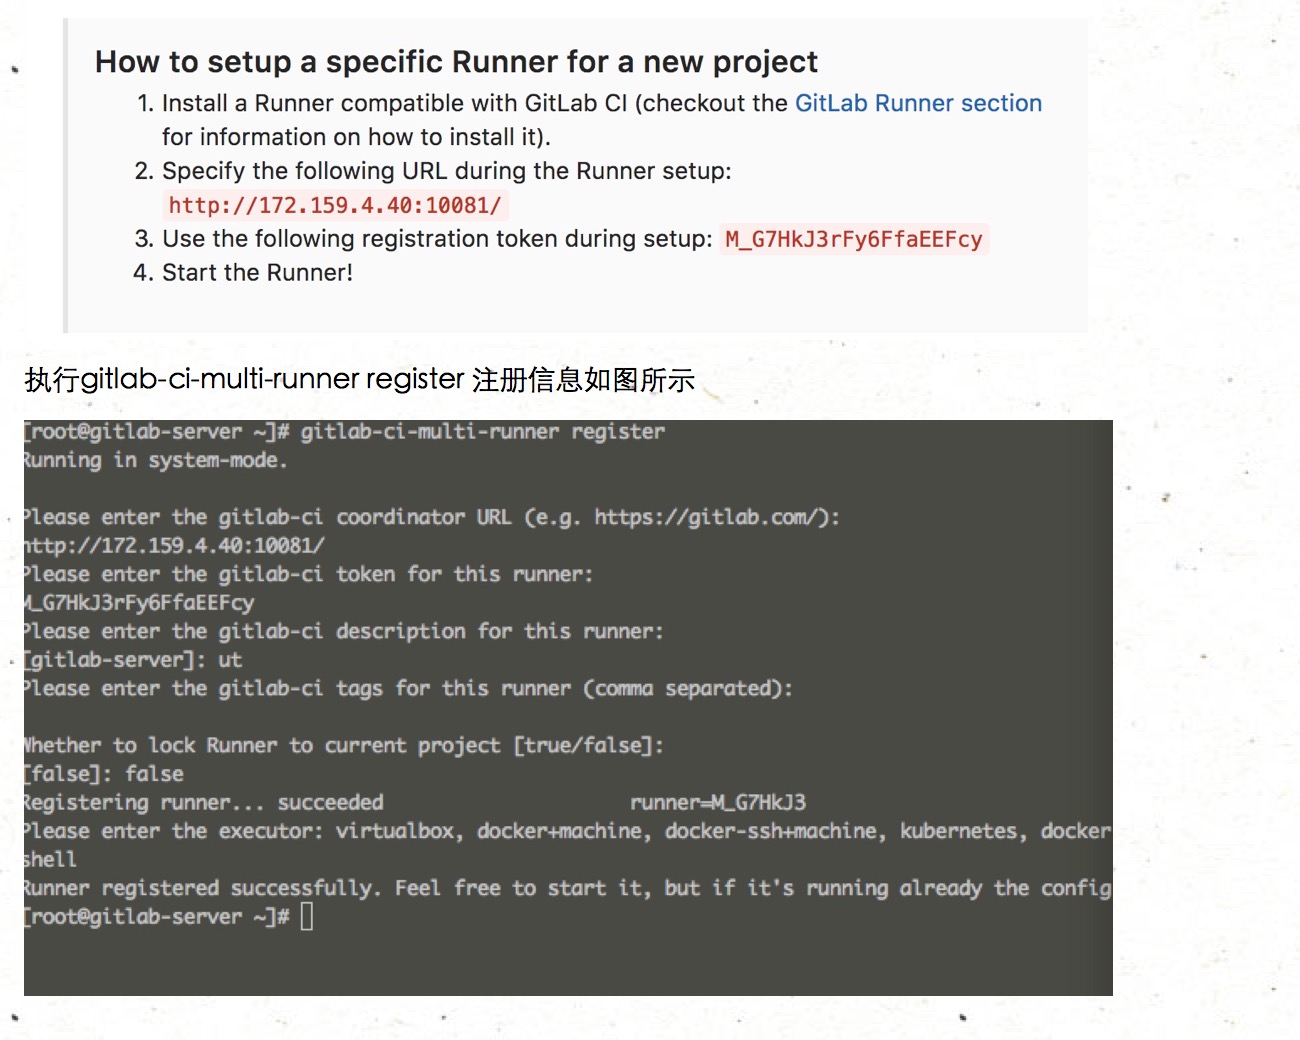 How to setup a specific Runner for a new project
1. Install a Runner compatible with GitLab CI (checkout the GitLab Runner section
for information on how to install it).
2. Specify the following URL during the Runner setup:
http://172.159.4.40:10081/
3. Use the following registration token during setup: M_G7HkJ3rFy6FfaEEFcy
4. Start the Runner!
执行gitlab-ci-multi-runner register 注册信息如图所示
[root@gitlab-server ~]# gitlab-ci-multi-runner register
Running in system-mode.
Please enter the gitlab-ci coordinator URL (e.g. https://gitlab.com/):
http://172.159.4.40:10081/
Please enter the gitlab-ci token for this runner:
M_G7HkJ3rFy6FfaEEFcy
Please enter the gitlab-ci description for this runner:
[gitlab-server]: ut
Please enter the gitlab-ci tags for this runner (comma separated):
Whether to lock Runner to current project [true/false]:
[false]: false
Registering runner... succeeded runner=M_G7HkJ3
Please enter the executor: virtualbox, docker+machine, docker-ssh+machine, kubernetes, docker
shell
Runner registered successfully. Feel free to start it, but if it's running already the config
[root@gitlab-server ~]#